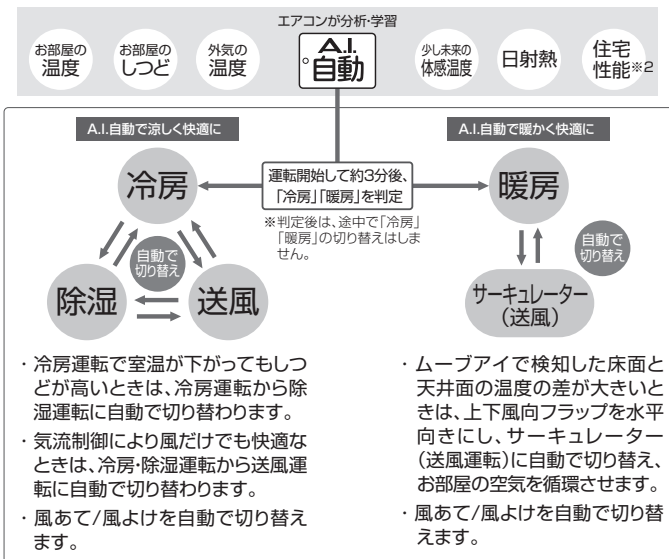 エアコンが分析・学習
お部屋の
温度
お部屋の
しつど
外気の
温度
A.I.
自動
少し未来の
体感温度
日射熱
住宅
性能※2
A.I.自動で涼しく快適に
A.I.自動で暖かく快適に
冷房
運転開始して約3分後、
「冷房」「暖房」を判定
暖房
※判定後は、途中で「冷房」
「暖房」の切り替えはしま
せん。
自動で
切り替え
自動で
切り替え
除湿
送風
サーキュレーター
(送風)
・冷房運転で室温が下がってもしつ
どが高いときは、冷房運転から除
湿運転に自動で切り替わります。
・気流制御により風だけでも快適な
ときは、冷房・除湿運転から送風運
転に自動で切り替わります。
・風あて/風よけを自動で切り替え
ます。
・ムーブアイで検知した床面と
天井面の温度の差が大きいと
きは、上下風向フラップを水平
向きにし、サーキュレーター
(送風運転)に自動で切り替え、
お部屋の空気を循環させます。
・風あて/風よけを自動で切り替
えます。